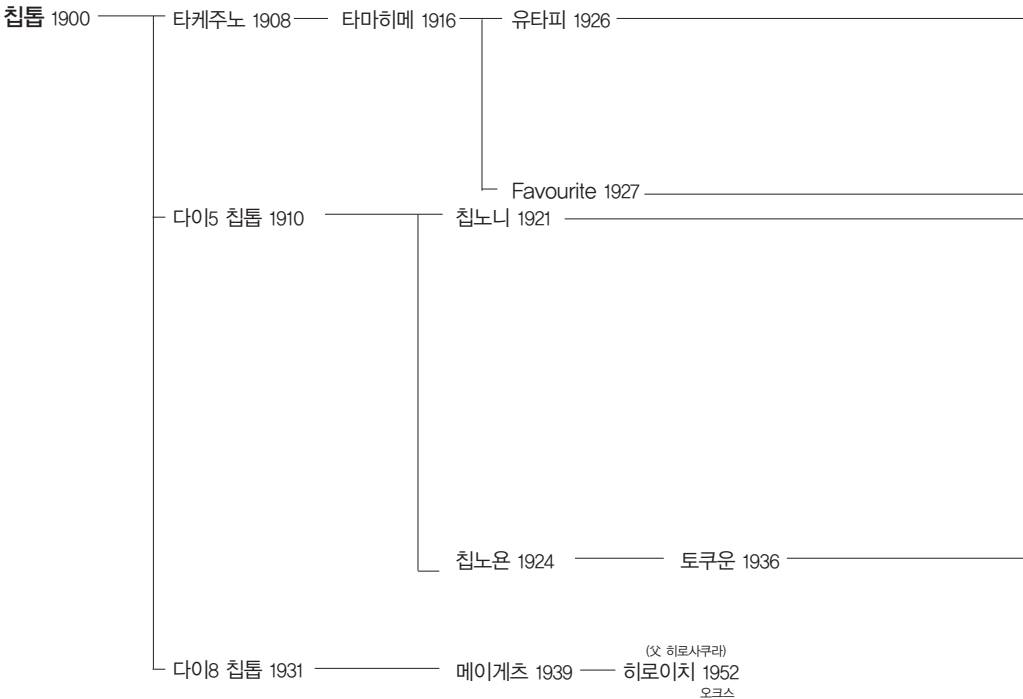 칩톱 1900 타케주노 1908 타마히메 1916 유타피 1926
Favourite 1927
다이5 칩톱 1910 칩노니 1921
칩노욘 1924 토쿠운 1936
(父 히로사쿠라)
다이8 칩톱 1931 메이게츠 1939 히로이치 1952
오크스